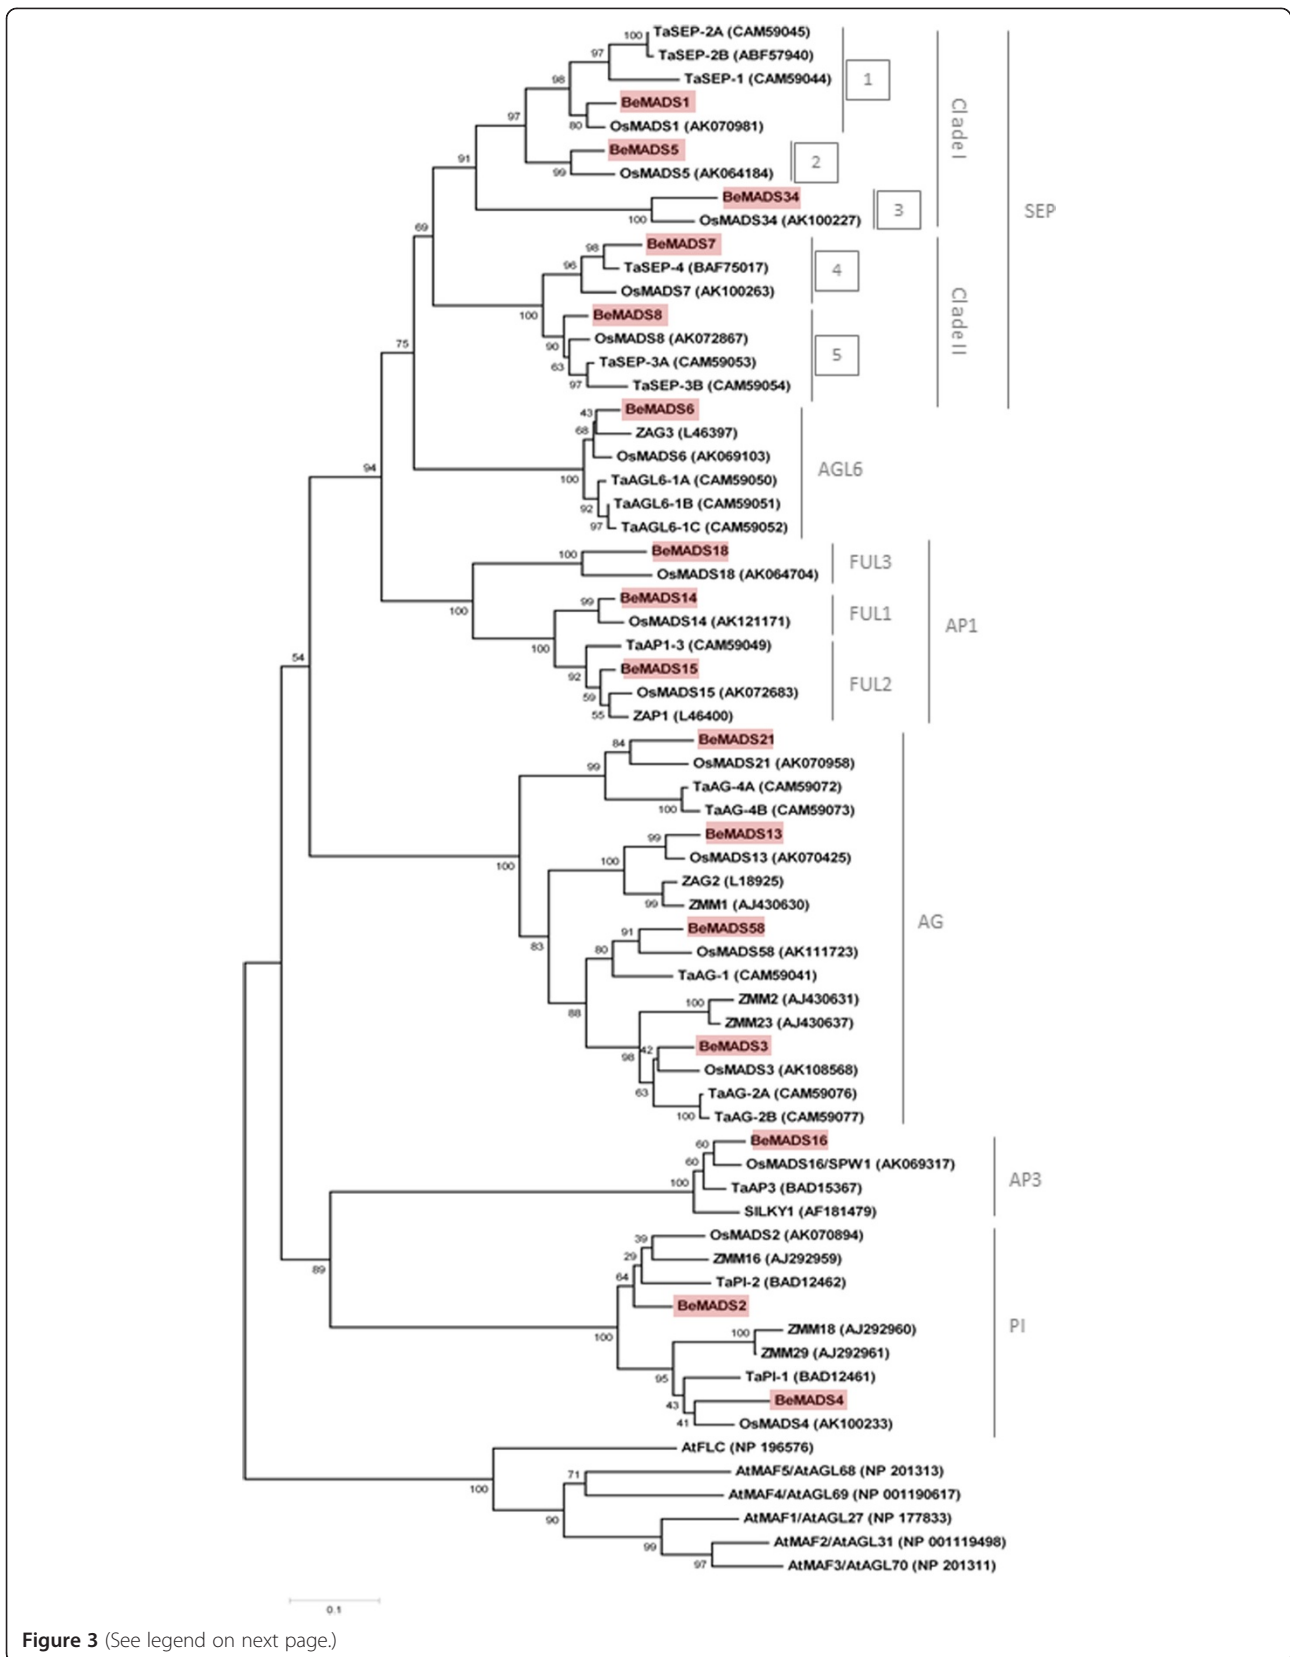 100 TaSEP-2A (CAM59045)
97 TaSEP-2B (ABF57940)
98 TaSEP-1 (CAM59044) 1
BeMADS1
97 80 OsMADS1 (AK070981)
BeMADS5
91 99 OsMADS5 (AK064184) 2
BeMADS34
100 OsMADS34 (AK100227) 3
Clade I
SEP
69
98 BeMADS7
96 TaSEP-4 (BAF75017) 4
OsMADS7 (AK100263)
100 BeMADS8
90 OsMADS8 (AK072867)
75 63 TaSEP-3A (CAM59053) 5
97 TaSEP-3B (CAM59054)
Clade II
43 BeMADS6
68 ZAG3 (L46397)
OsMADS6 (AK069103)
94 100 TaAGL6-1A (CAM59050) AGL6
92 TaAGL6-1B (CAM59051)
97 TaAGL6-1C (CAM59052)
100 BeMADS18
OsMADS18 (AK064704) FUL3
100 99 BeMADS14
OsMADS14 (AK121171) FUL1
AP1
100 TaAP1-3 (CAM59049)
54 92 BeMADS15
59 OsMADS15 (AK072683) FUL2
55 ZAP1 (L46400)
84 BeMADS21
99 OsMADS21 (AK070958)
TaAG-4A (CAM59072)
100 TaAG-4B (CAM59073)
99 BeMADS13
100 100 OsMADS13 (AK070425)
ZAG2 (L18925)
99 ZMM1 (AJ430630)
91 BeMADS58 AG
83 80 OsMADS58 (AK111723)
TaAG-1 (CAM59041)
100 ZMM2 (AJ430631)
88 ZMM23 (AJ430637)
98 42 BeMADS3
OsMADS3 (AK108568)
63 TaAG-2A (CAM59076)
100 TaAG-2B (CAM59077)
60 BeMADS16
60 OsMADS16/SPW1 (AK069317)
100 TaAP3 (BAD15367) AP3
SILKY1 (AF181479)
39 OsMADS2 (AK070894)
29 ZMM16 (AJ292959)
89 64 TaPI-2 (BAD12462)
BeMADS2
100 100 ZMM18 (AJ292960) PI
ZMM29 (AJ292961)
95 TaPI-1 (BAD12461)
43 BeMADS4
41 OsMADS4 (AK100233)
AtFLC (NP 196576)
100 71 AtMAF5/AtAGL68 (NP 201313)
AtMAF4/AtAGL69 (NP 001190617)
90 AtMAF1/AtAGL27 (NP 177833)
99 AtMAF2/AtAGL31 (NP 001119498)
97 AtMAF3/AtAGL70 (NP 201311)
0.1
Figure 3 (See legend on next page.)